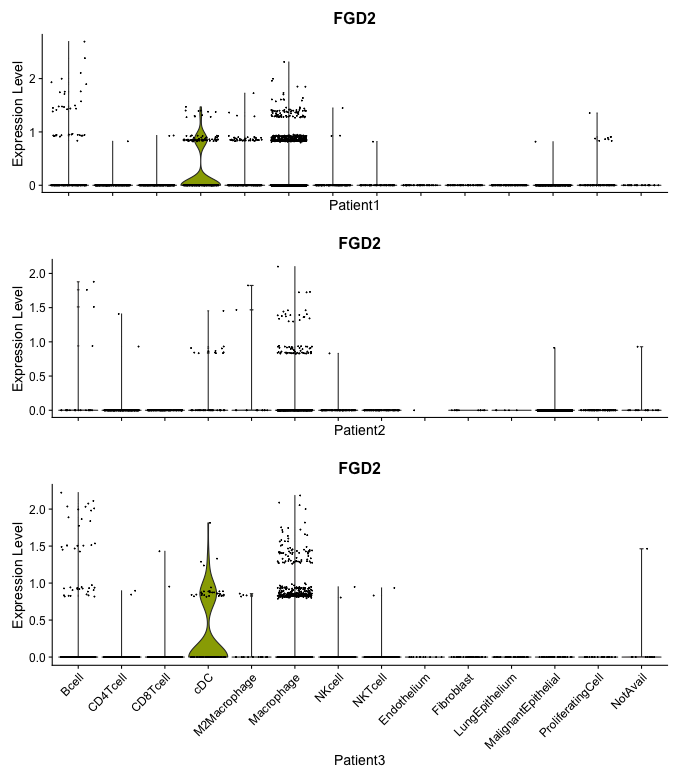 FGD2
Expression Level
2
1
0
Patient1
FGD2
Expression Level
2.0
1.5
1.0
0.5
0.0
Patient2
FGD2
Expression Level
2.0
1.5
1.0
0.5
0.0
Bcell
CD4Tcell
CD8Tcell
cDC
M2Macrophage
Macrophage
NKcell
NKTcell
Endothelium
Fibroblast
LungEpithelium
MalignantEpithelial
ProliferatingCell
NotAvail
Patient3